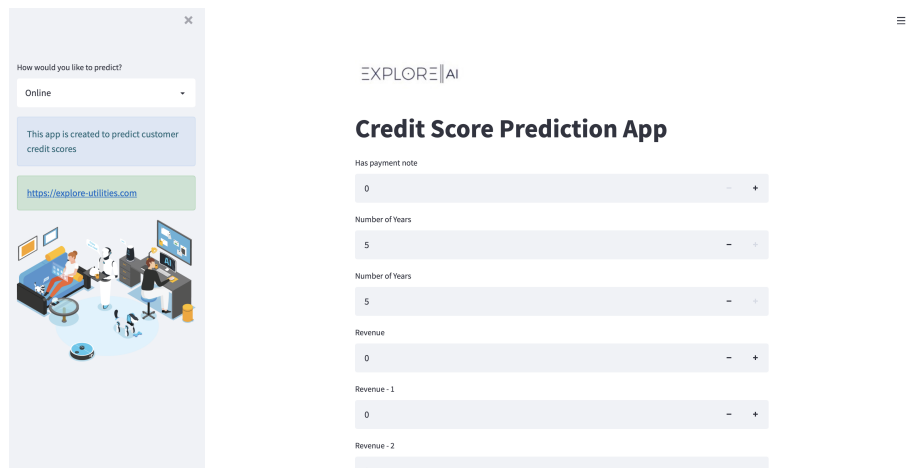 How would you like to predict?
Online
This app is created to predict customer
credit scores
https://explore-utilities.com
AI
EXPLORE AI
Credit Score Prediction App
Has payment note
0
Number of Years
5
Number of Years
5
Revenue
0
Revenue - 1
0
Revenue - 2